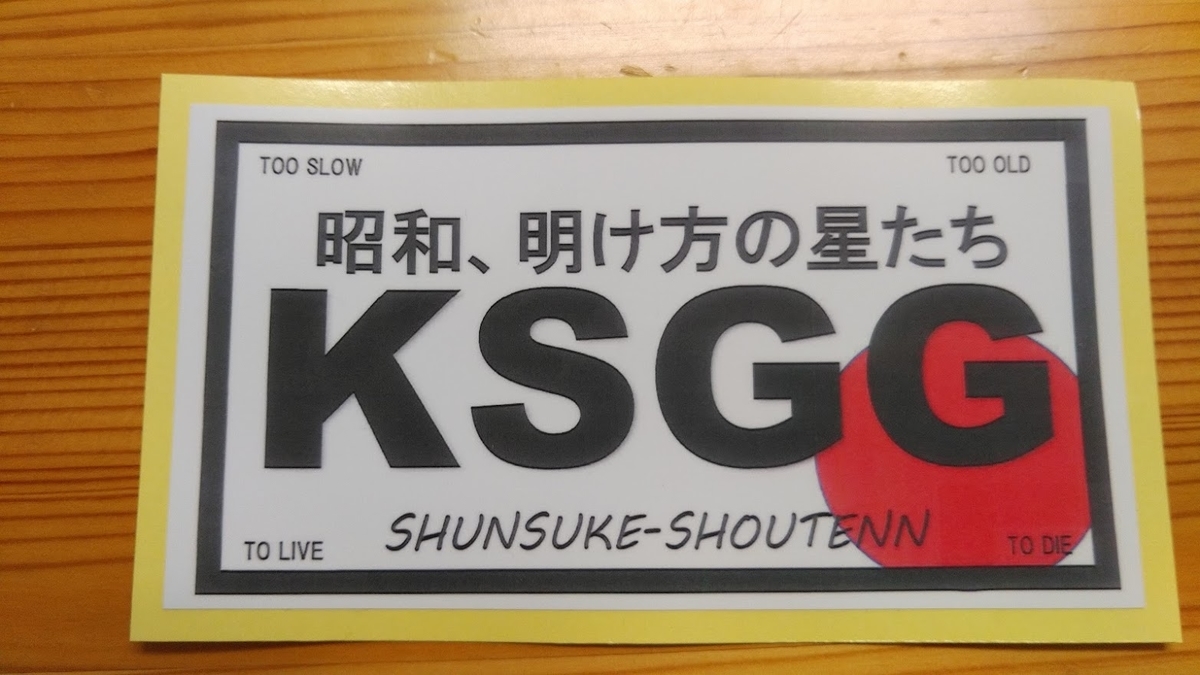 TOO SLOW
TOO OLD
昭和、明け方の星たち
KSGG
SHUNSUKE-SHOUTENN
TO LIVE
TO DIE